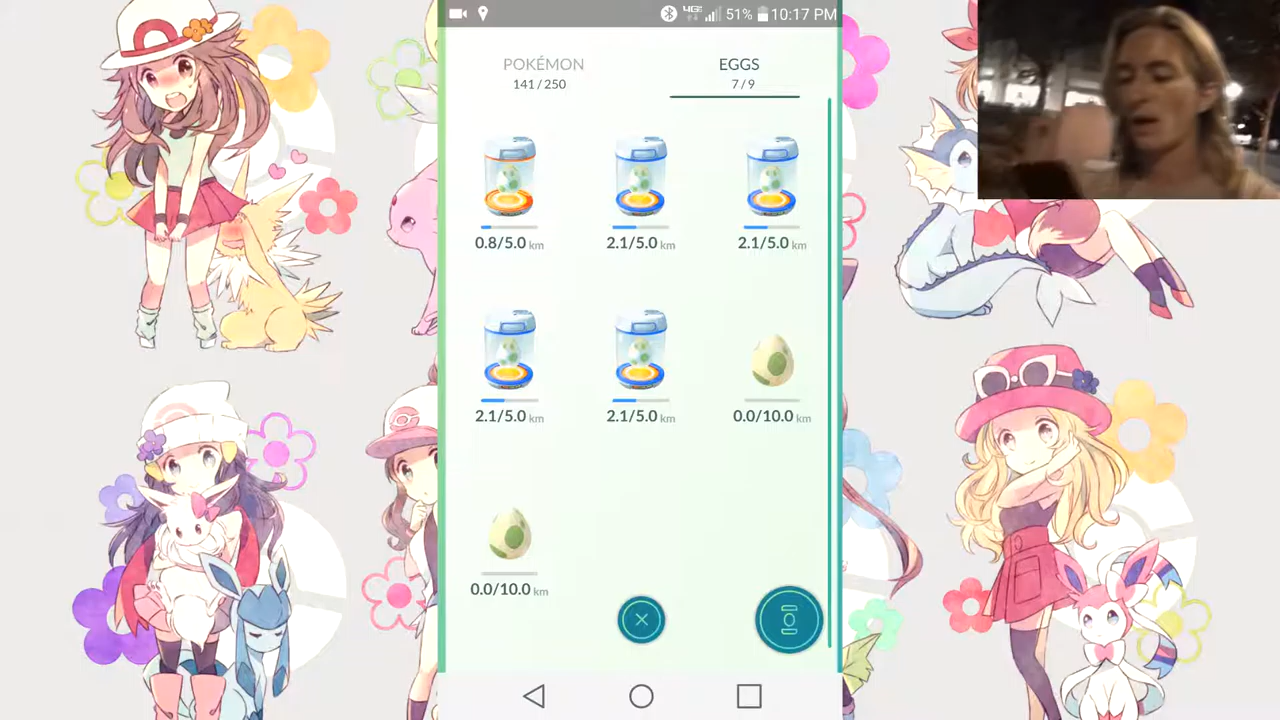 4G 51% 10:17 PM
POKÉMON EGGS
141/250 7/9
0.8/5.0 km 2.1/5.0 km 2.1/5.0 km
2.1/5.0 km 2.1/5.0 km 0.0/10.0 km
0.0/10.0 km